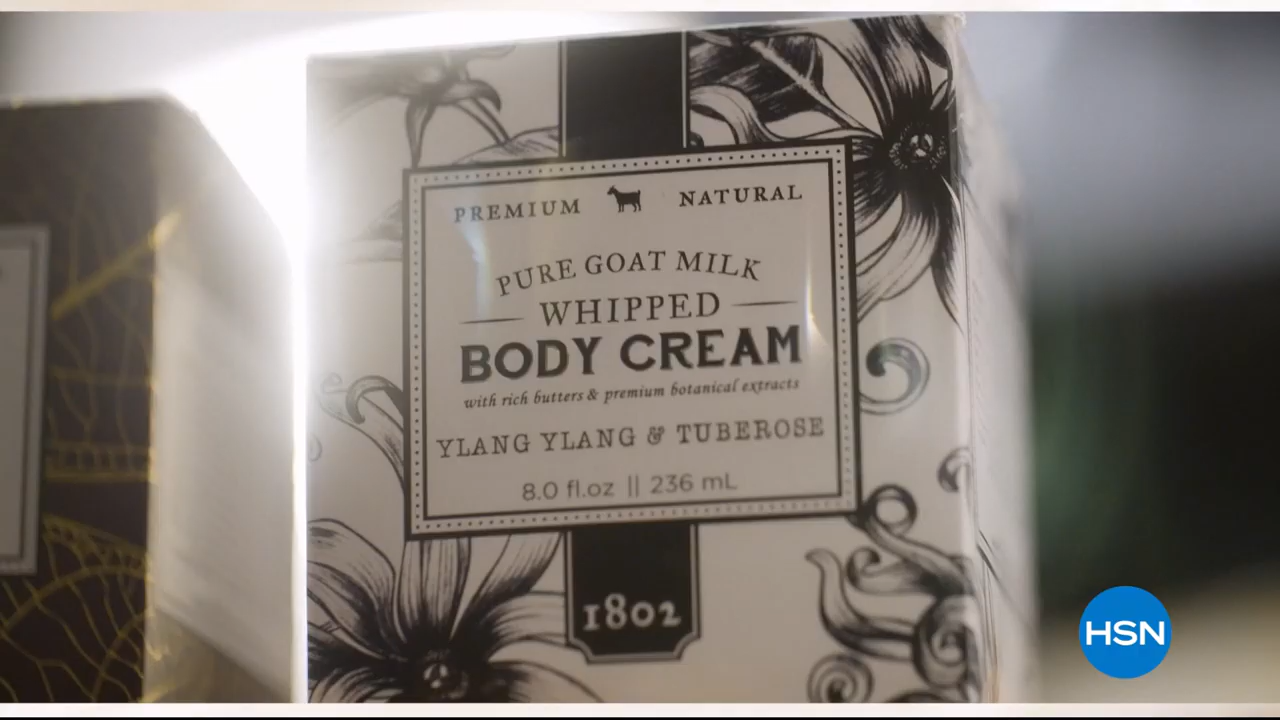 PREMIUM NATURAL
PURE GOAT MILK
WHIPPED
BODY CREAM
with rich butters & premium botanical extracts
YLANG YLANG & TUBEROSE
8.0 fl.oz || 236 mL
1802
HSN